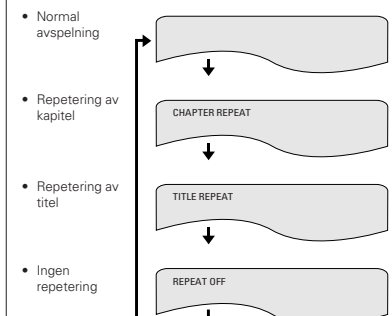 • Normal
avspelning
• Repetering av
kapitel
CHAPTER REPEAT
• Repetering av
titel
TITLE REPEAT
• Ingen
repetering
REPEAT OFF